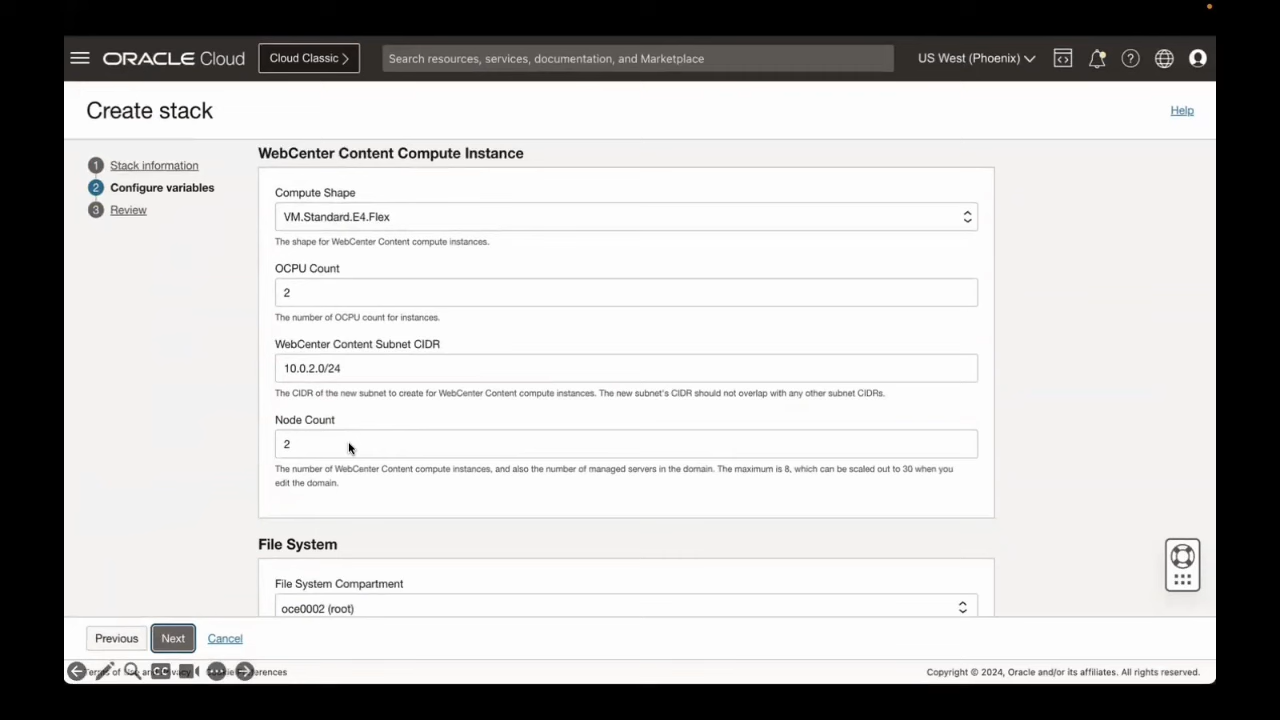 ORACLE Cloud
Cloud Classic
Search resources, services, documentation, and Marketplace
US West (Phoenix)
Create stack
Help
1 Stack information
2 Configure variables
3 Review
WebCenter Content Compute Instance
Compute Shape
VM.Standard.E4.Flex
The shape for WebCenter Content compute instances.
OCPU Count
2
The number of OCPU count for instances.
WebCenter Content Subnet CIDR
10.0.2.0/24
The CIDR of the new subnet to create for WebCenter Content compute instances. The new subnet's CIDR should not overlap with any other subnet CIDRs.
Node Count
2
The number of WebCenter Content compute instances, and also the number of managed servers in the domain. The maximum is 8, which can be scaled out to 30 when you
edit the domain.
File System
File System Compartment
oce0002 (root)
Previous
Next
Cancel
CC
Copyright © 2024, Oracle and/or its affiliates. All rights reserved.